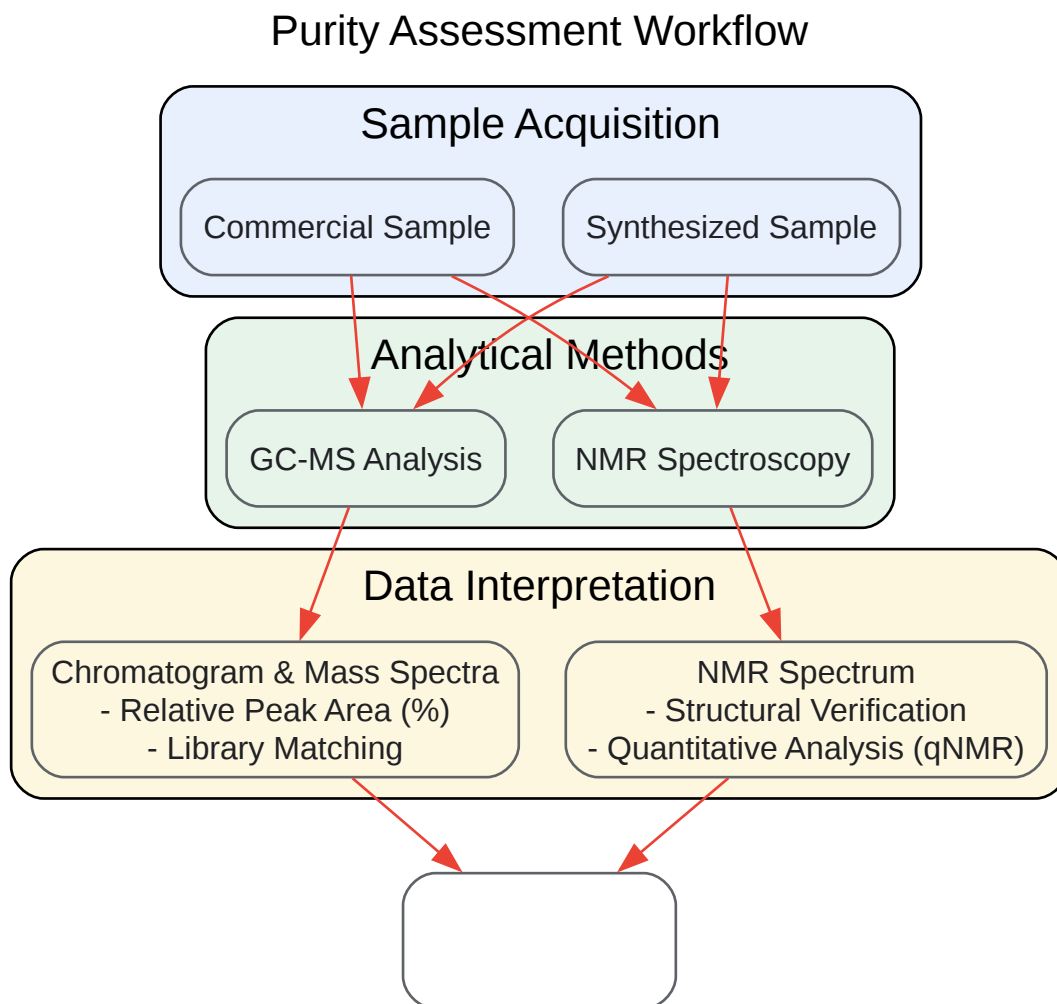 Purity Assessment Workflow
Sample Acquisition
Commercial Sample
Synthesized Sample
Analytical Methods
GC-MS Analysis
NMR Spectroscopy
Data Interpretation
Chromatogram & Mass Spectra
- Relative Peak Area (%)
- Library Matching
NMR Spectrum
- Structural Verification
- Quantitative Analysis (qNMR)